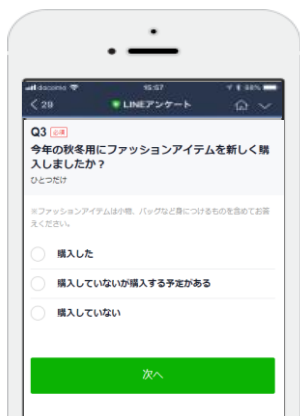 docomo 15:57 88%
< 29 LINEアンケート
Q3 必須
今年の秋冬用にファッションアイテムを新しく購
入しましたか？
ひとつだけ
※ファッションアイテムは小物、バッグなど身につけるものを含めてお答
えください。
購入した
購入していないが購入する予定がある
購入していない
次へ